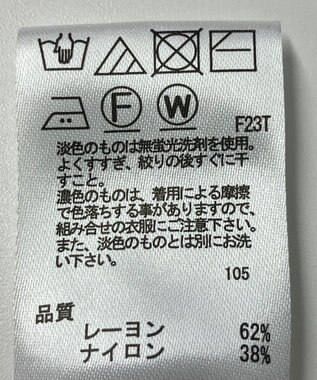 F W F23T
淡色のものは無蛍光洗剤を使用。
よくすすぎ、絞りの後すぐに干
すこと。
濃色のものは、着用による摩擦
で色落ちする事がありますので、
組み合せの衣服にご注意下さい。
また、淡色のものとは別にお洗
い下さい。
105
品質
レーヨン 62%
ナイロン 38%